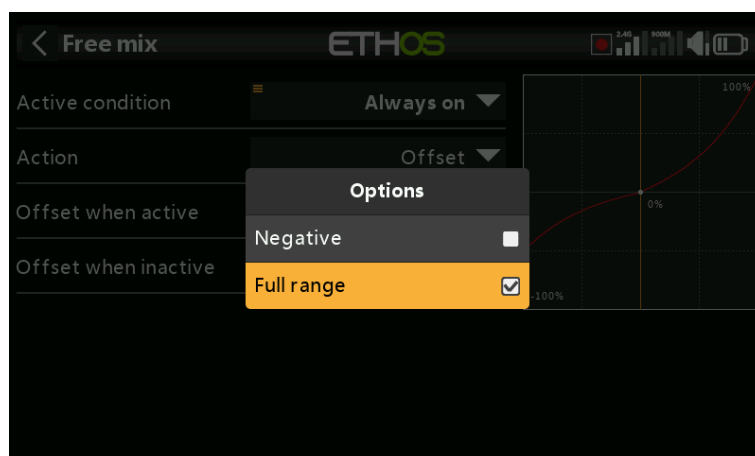 Free mix
ETHOS
2.4G
900M
Active condition
Always on
100%
Action
Offset
Options
Offset when active
0%
Negative
Offset when inactive
Full range
-100%